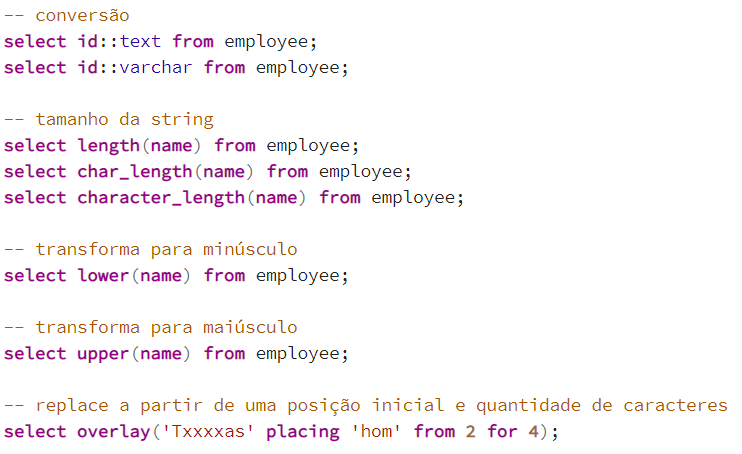 -- conversão
select id::text from employee;
select id::varchar from employee;
-- tamanho da string
select length(name) from employee;
select char_length(name) from employee;
select character_length(name) from employee;
-- transforma para minúsculo
select lower(name) from employee;
-- transforma para maiúsculo
select upper(name) from employee;
-- replace a partir de uma posição inicial e quantidade de caracteres
select overlay('Txxxxas' placing 'hom' from 2 for 4);